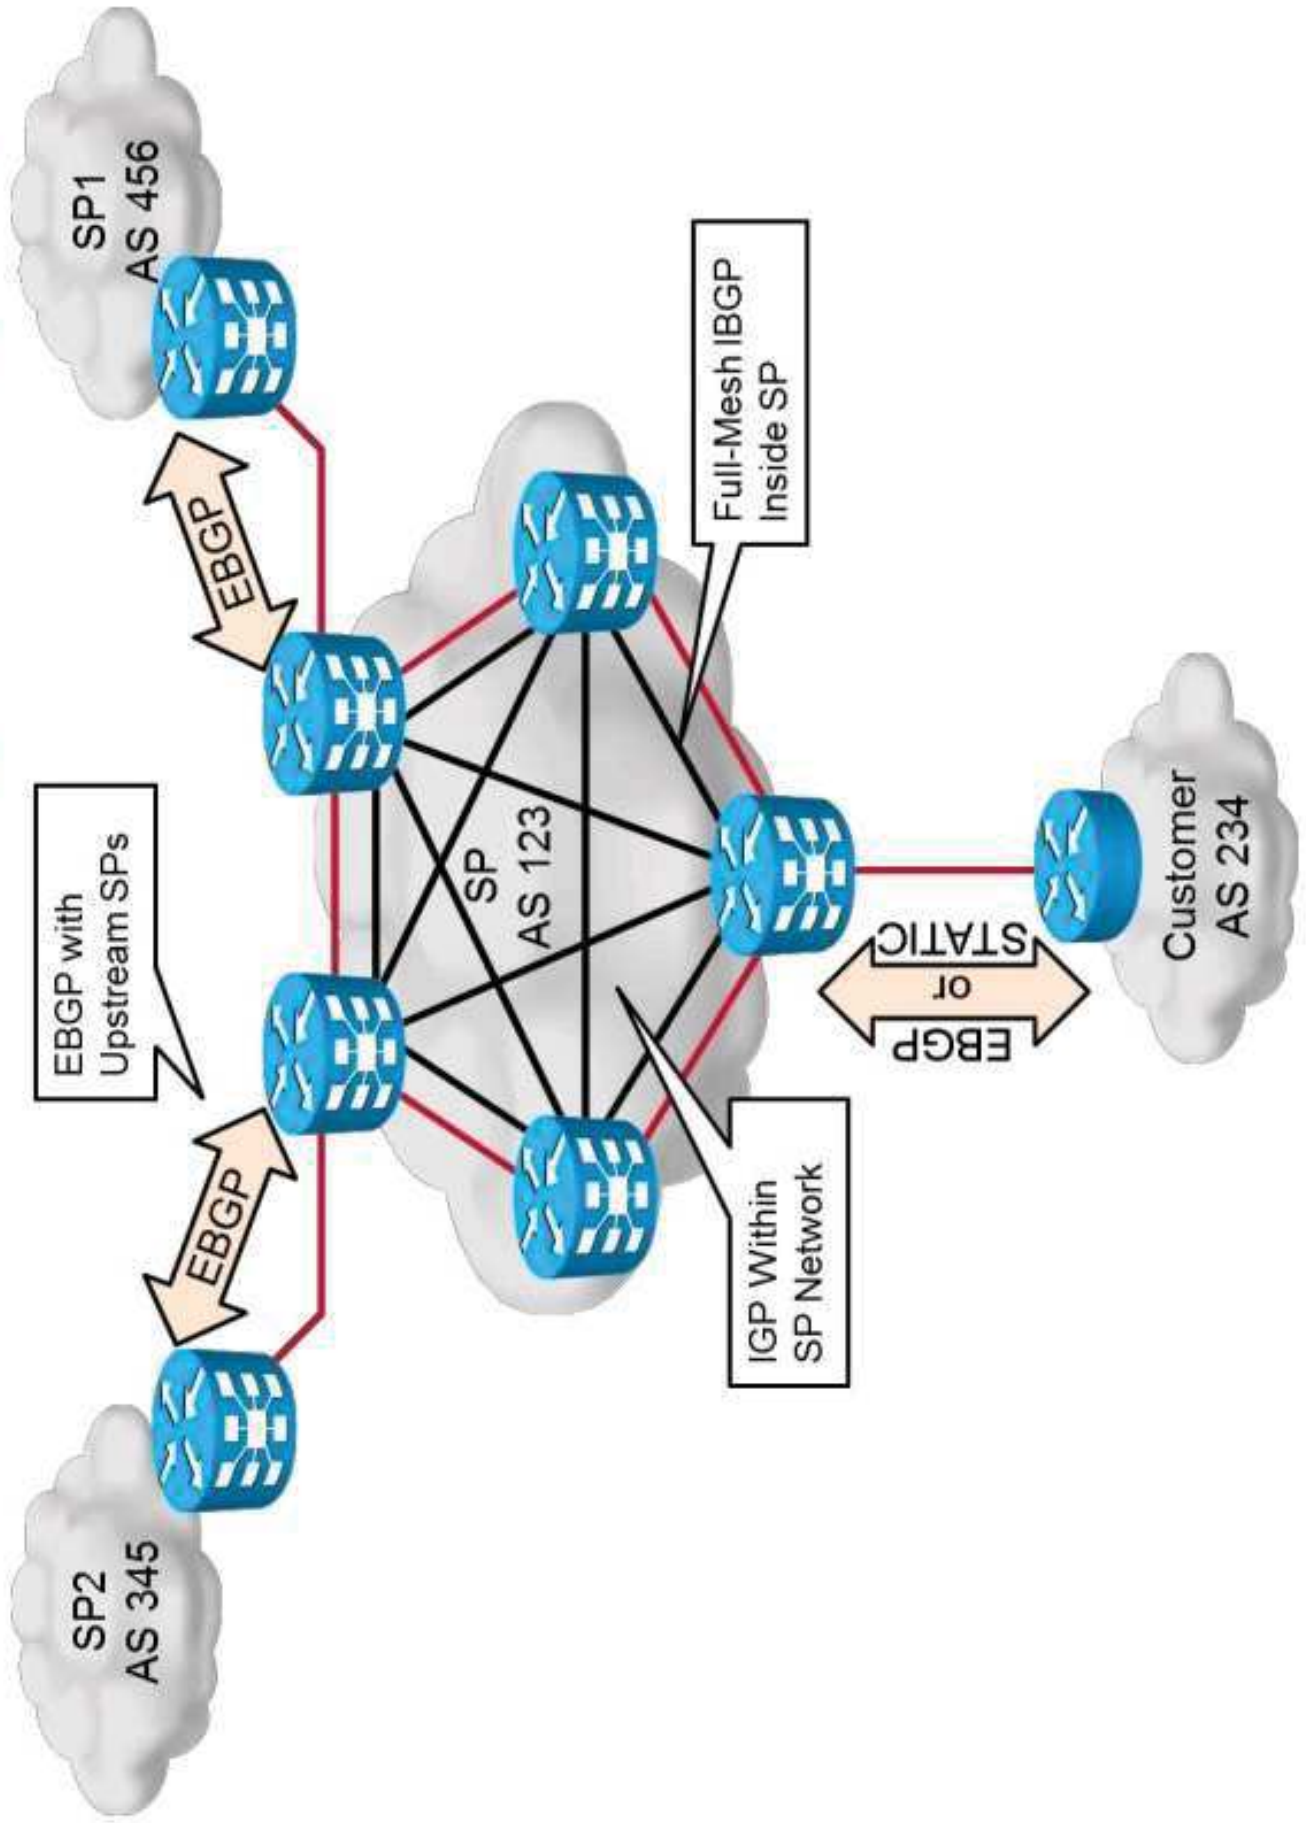 EBGP with
Upstream SPs
SP2
AS 345
SP1
AS 456
EBGP
EBGP
SP
AS 123
IGP Within
SP Network
Full-Mesh IBGP
Inside SP
EBGP
or
STATIC
Customer
AS 234